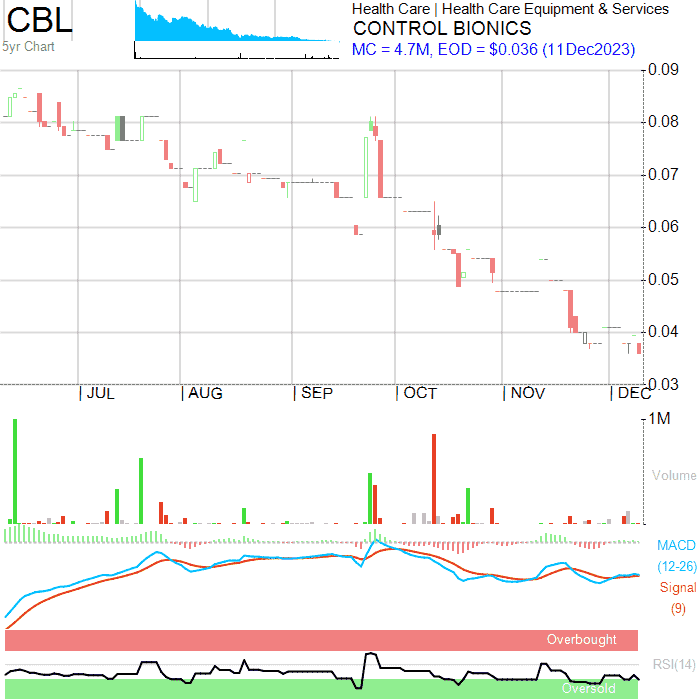 CBL
5yr Chart
Health Care | Health Care Equipment & Services
CONTROL BIONICS
MC = 4.7M, EOD = $0.036 (11Dec2023)
0.09
0.08
0.07
0.06
0.05
0.04
0.03
| JUL | AUG | SEP | OCT | NOV | DEC
1M
Volume
MACD
(12-26)
Signal
(9)
Overbought
RSI(14)
Oversold